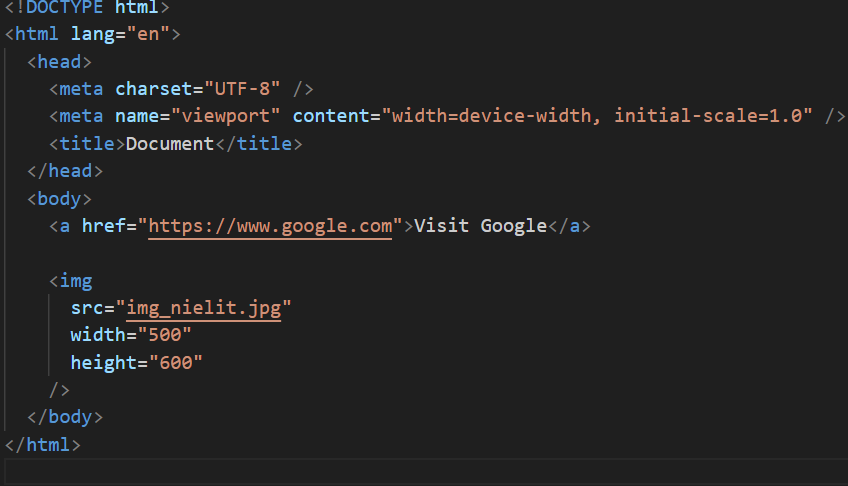 <!DOCTYPE html>
<html lang="en">
<head>
<meta charset="UTF-8" />
<meta name="viewport" content="width=device-width, initial-scale=1.0" />
<title>Document</title>
</head>
<body>
<a href="https://www.google.com">Visit Google</a>
<img
src="img_nielit.jpg"
width="500"
height="600"
/>
</body>
</html>